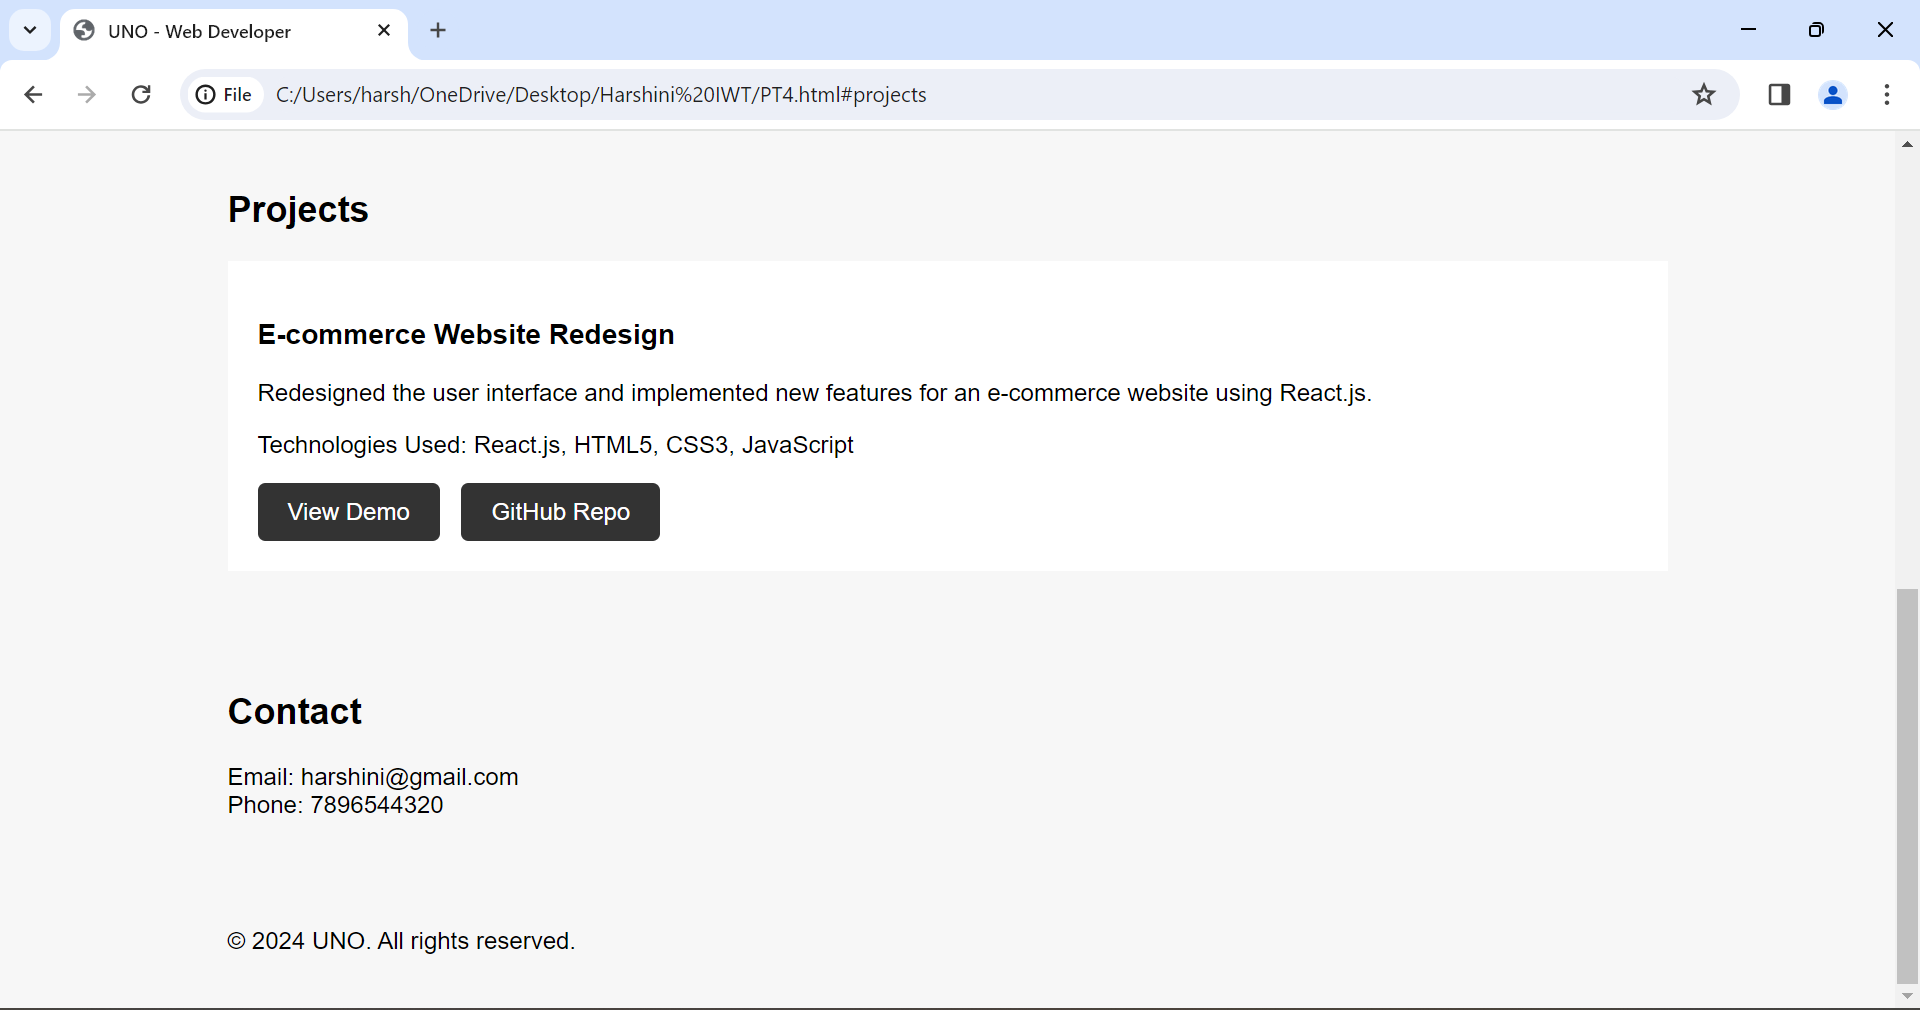 UNO - Web Developer
File
C:/Users/harsh/OneDrive/Desktop/Harshini%20IWT/PT4.html#projects
Projects
E-commerce Website Redesign
Redesigned the user interface and implemented new features for an e-commerce website using React.js.
Technologies Used: React.js, HTML5, CSS3, JavaScript
View Demo GitHub Repo
Contact
Email: harshini@gmail.com
Phone: 7896544320
© 2024 UNO. All rights reserved.